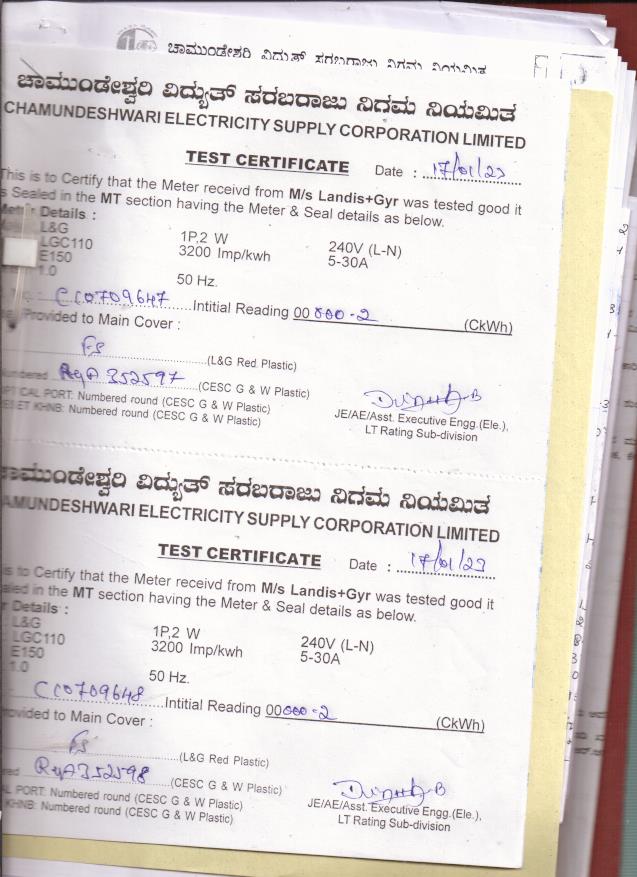 ಚಾಮುಂಡೇಶ್ವರಿ ವಿದ್ಯುತ್ ಸರಬರಾಜು ನಿಗಮ ನಿಯಮಿತ
ಚಾಮುಂಡೇಶ್ವರಿ ವಿದ್ಯುತ್ ಸರಬರಾಜು ನಿಗಮ ನಿಯಮಿತ
CHAMUNDESHWARI ELECTRICITY SUPPLY CORPORATION LIMITED
TEST CERTIFICATE Date : 17/01/23
This is to Certify that the Meter receivd from M/s Landis+Gyr was tested good it
s Sealed in the MT section having the Meter & Seal details as below.
Details :
L&G 1P,2 W 240V (L-N)
LGC110 3200 Imp/kwh 5-30A
E150
1.0 50 Hz.
CC0709647 Intitial Reading 00000-2 (CkWh)
Provided to Main Cover :
FS (L&G Red Plastic)
352597 (CESC G & W Plastic)
CAL PORT: Numbered round (CESC G & W Plastic)
ET KHNB: Numbered round (CESC G & W Plastic)
JE/AE/Asst. Executive Engg.(Ele.),
LT Rating Sub-division
ಚಾಮುಂಡೇಶ್ವರಿ ವಿದ್ಯುತ್ ಸರಬರಾಜು ನಿಗಮ ನಿಯಮಿತ
AMUNDESHWARI ELECTRICITY SUPPLY CORPORATION LIMITED
TEST CERTIFICATE Date : 17/01/23
is to Certify that the Meter receivd from M/s Landis+Gyr was tested good it
aled in the MT section having the Meter & Seal details as below.
r Details :
L&G 1P,2 W 240V (L-N)
LGC110 3200 Imp/kwh 5-30A
E150
1.0 50 Hz.
CC0709648 Intitial Reading 00000-2 (CkWh)
rovided to Main Cover :
FS (L&G Red Plastic)
352598 (CESC G & W Plastic)
AL PORT: Numbered round (CESC G & W Plastic)
KHNB: Numbered round (CESC G & W Plastic)
JE/AE/Asst. Executive Engg.(Ele.),
LT Rating Sub-division